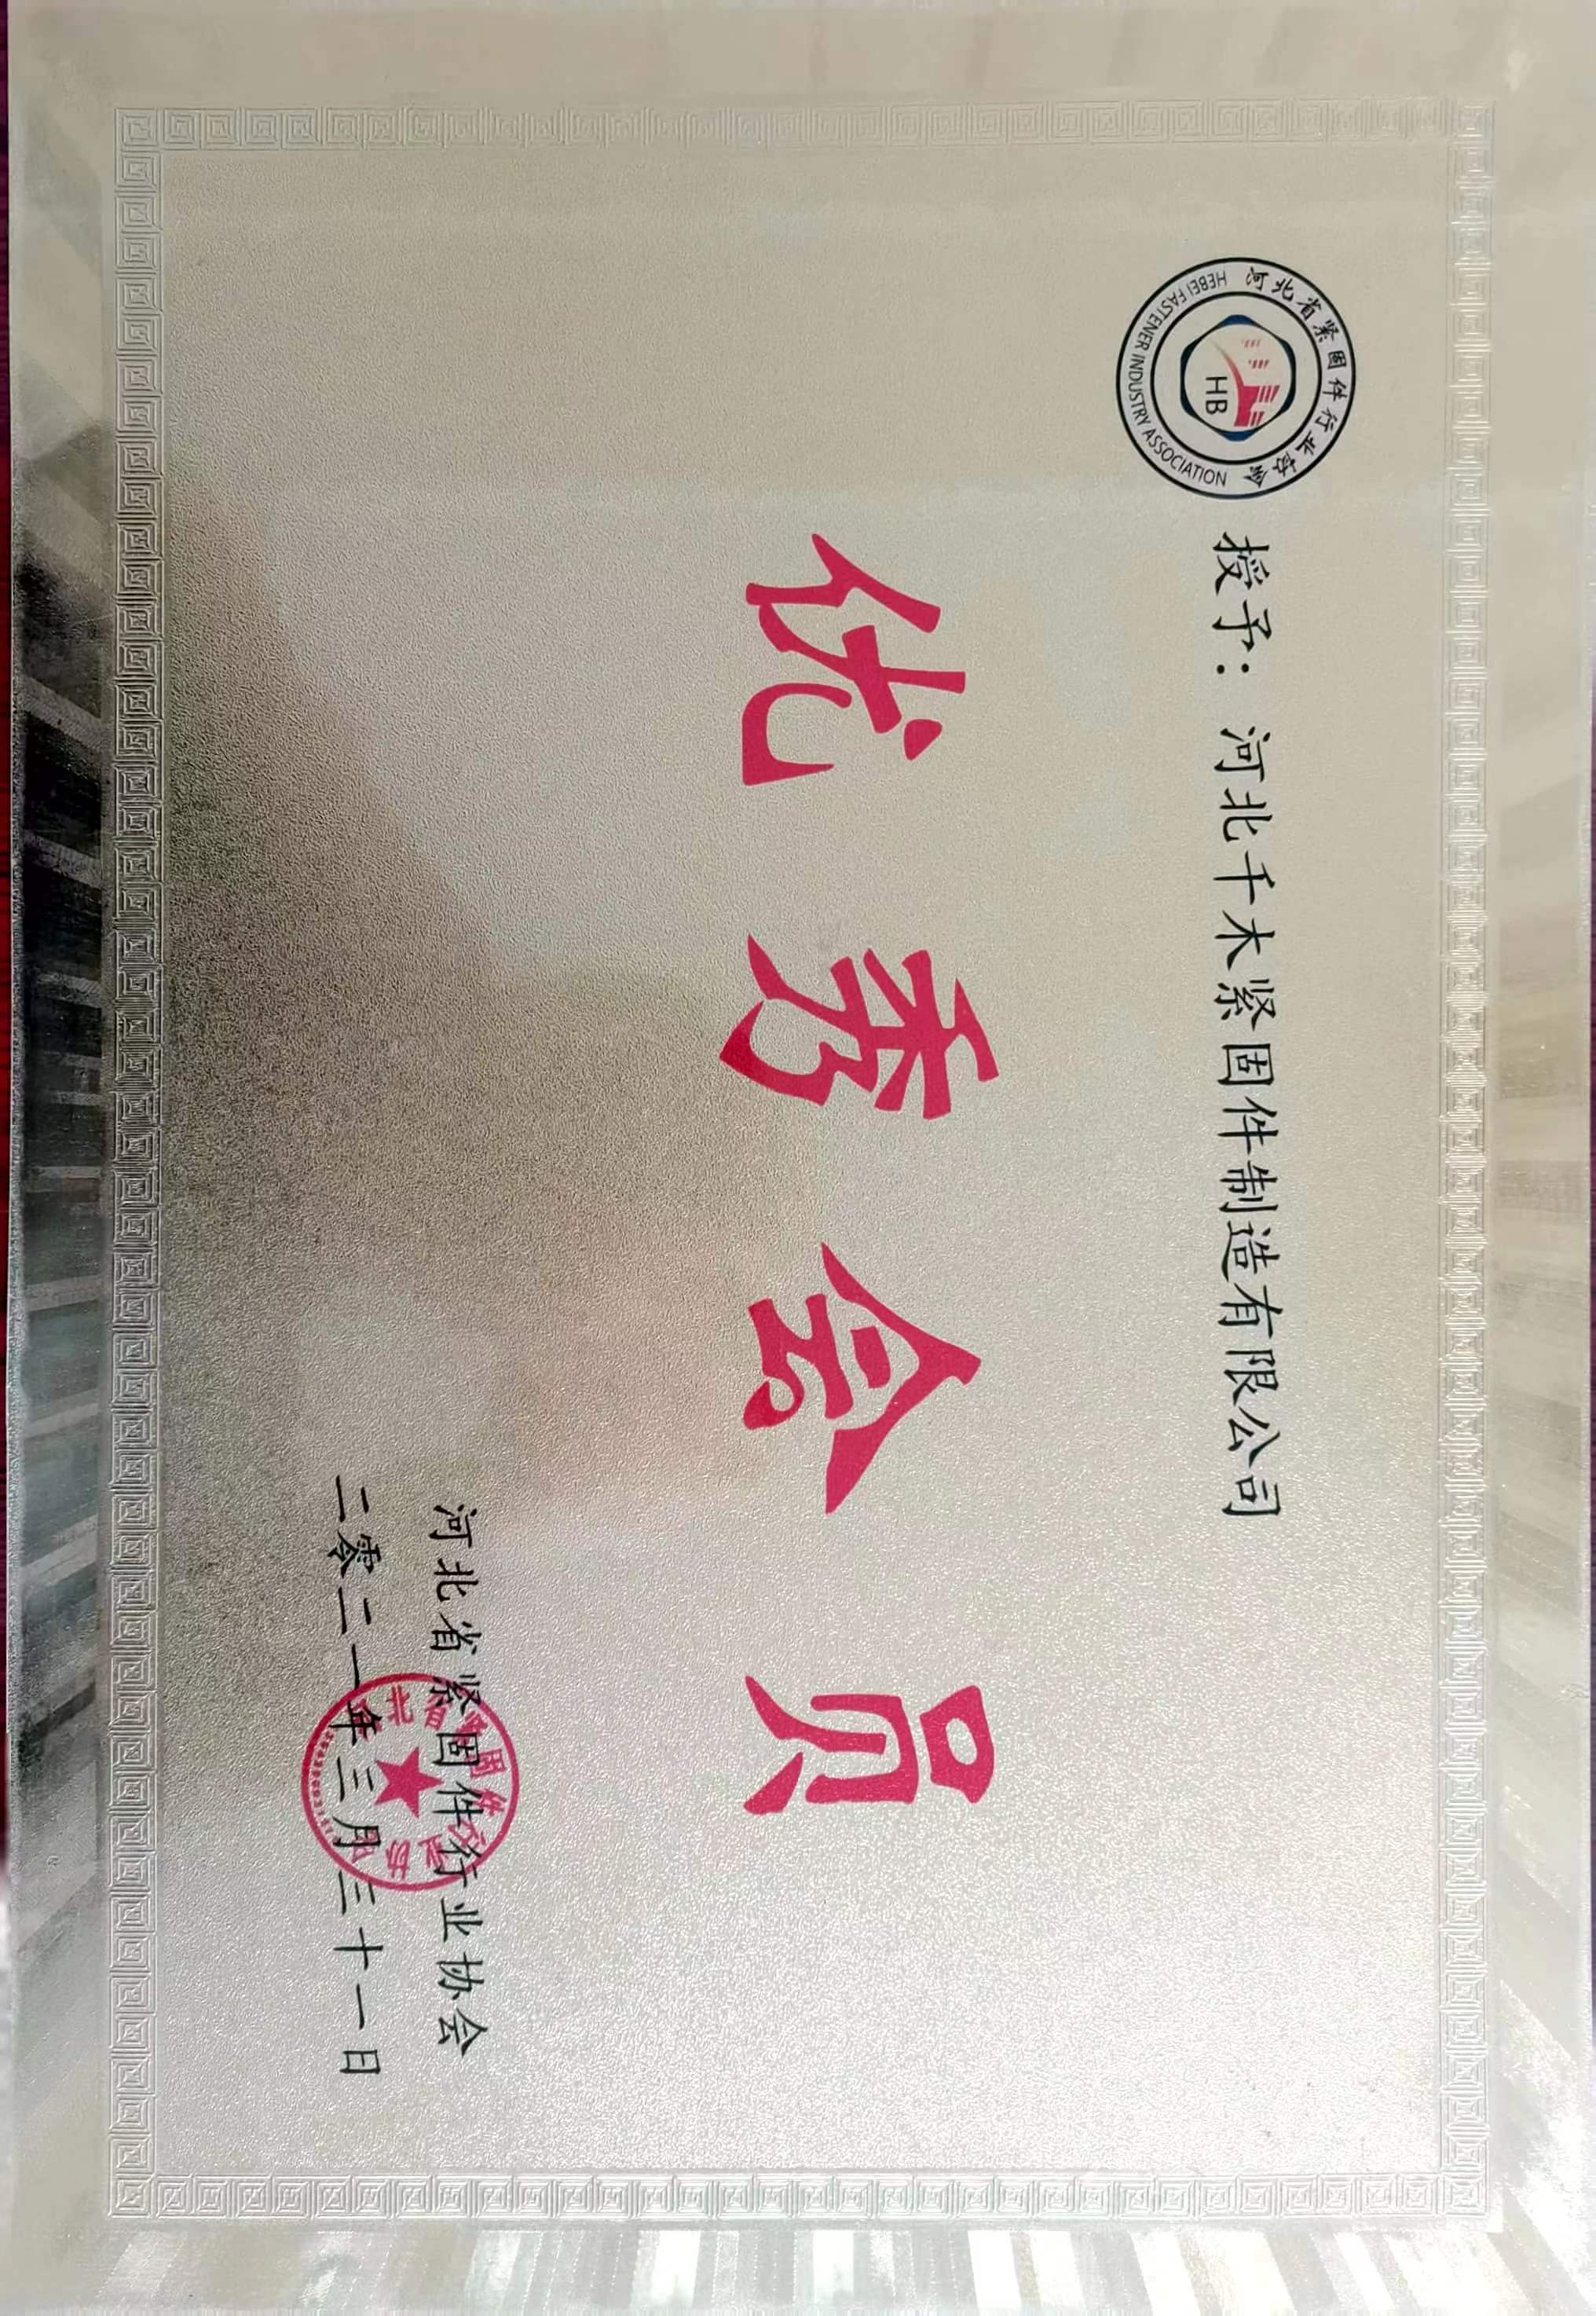 河北省紧固件行业协会
HEBEI FASTENER INDUSTRY ASSOCIATION
HB
授予：河北千木紧固件制造有限公司
优秀会员
河北省紧固件行业协会
二零二一年三月三十一日